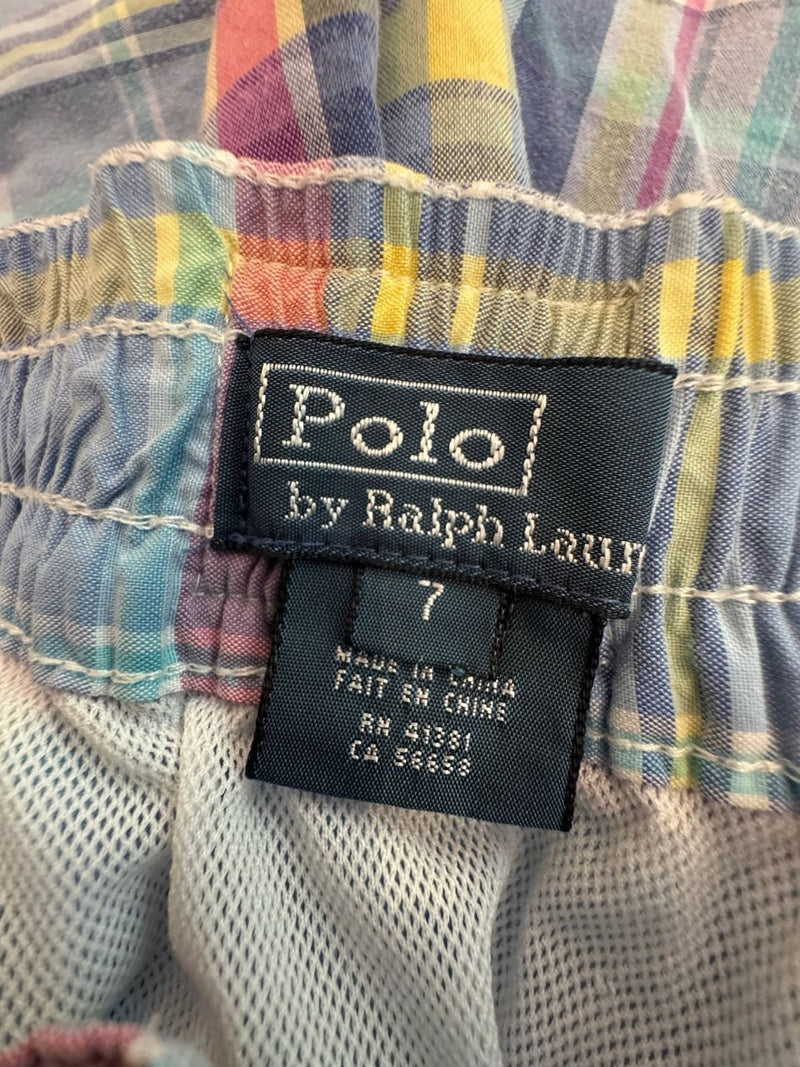 Polo
by Ralph Laur
7
MADE IN CHINA
FAIT EN CHINE
RN 41381
CA 56658